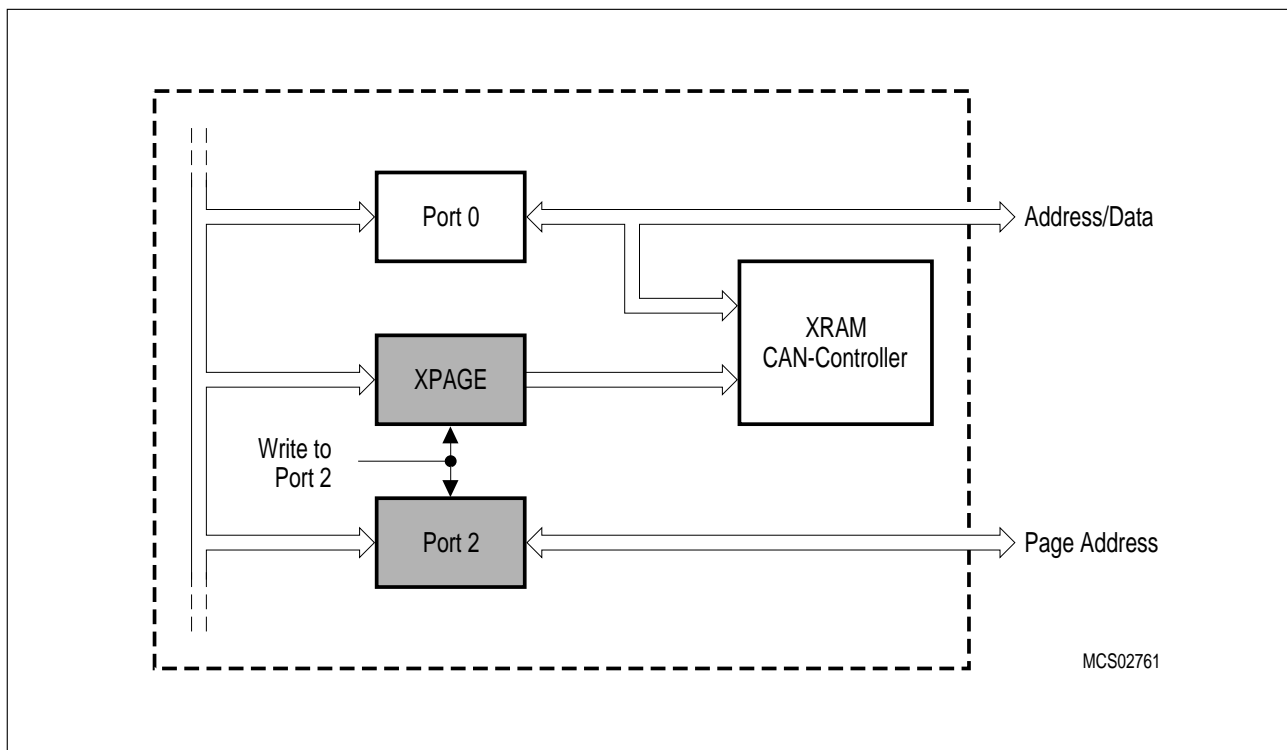 Port 0
Address/Data
XRAM
CAN-Controller
XPAGE
Write to
Port 2
Port 2
Page Address
MCS02761